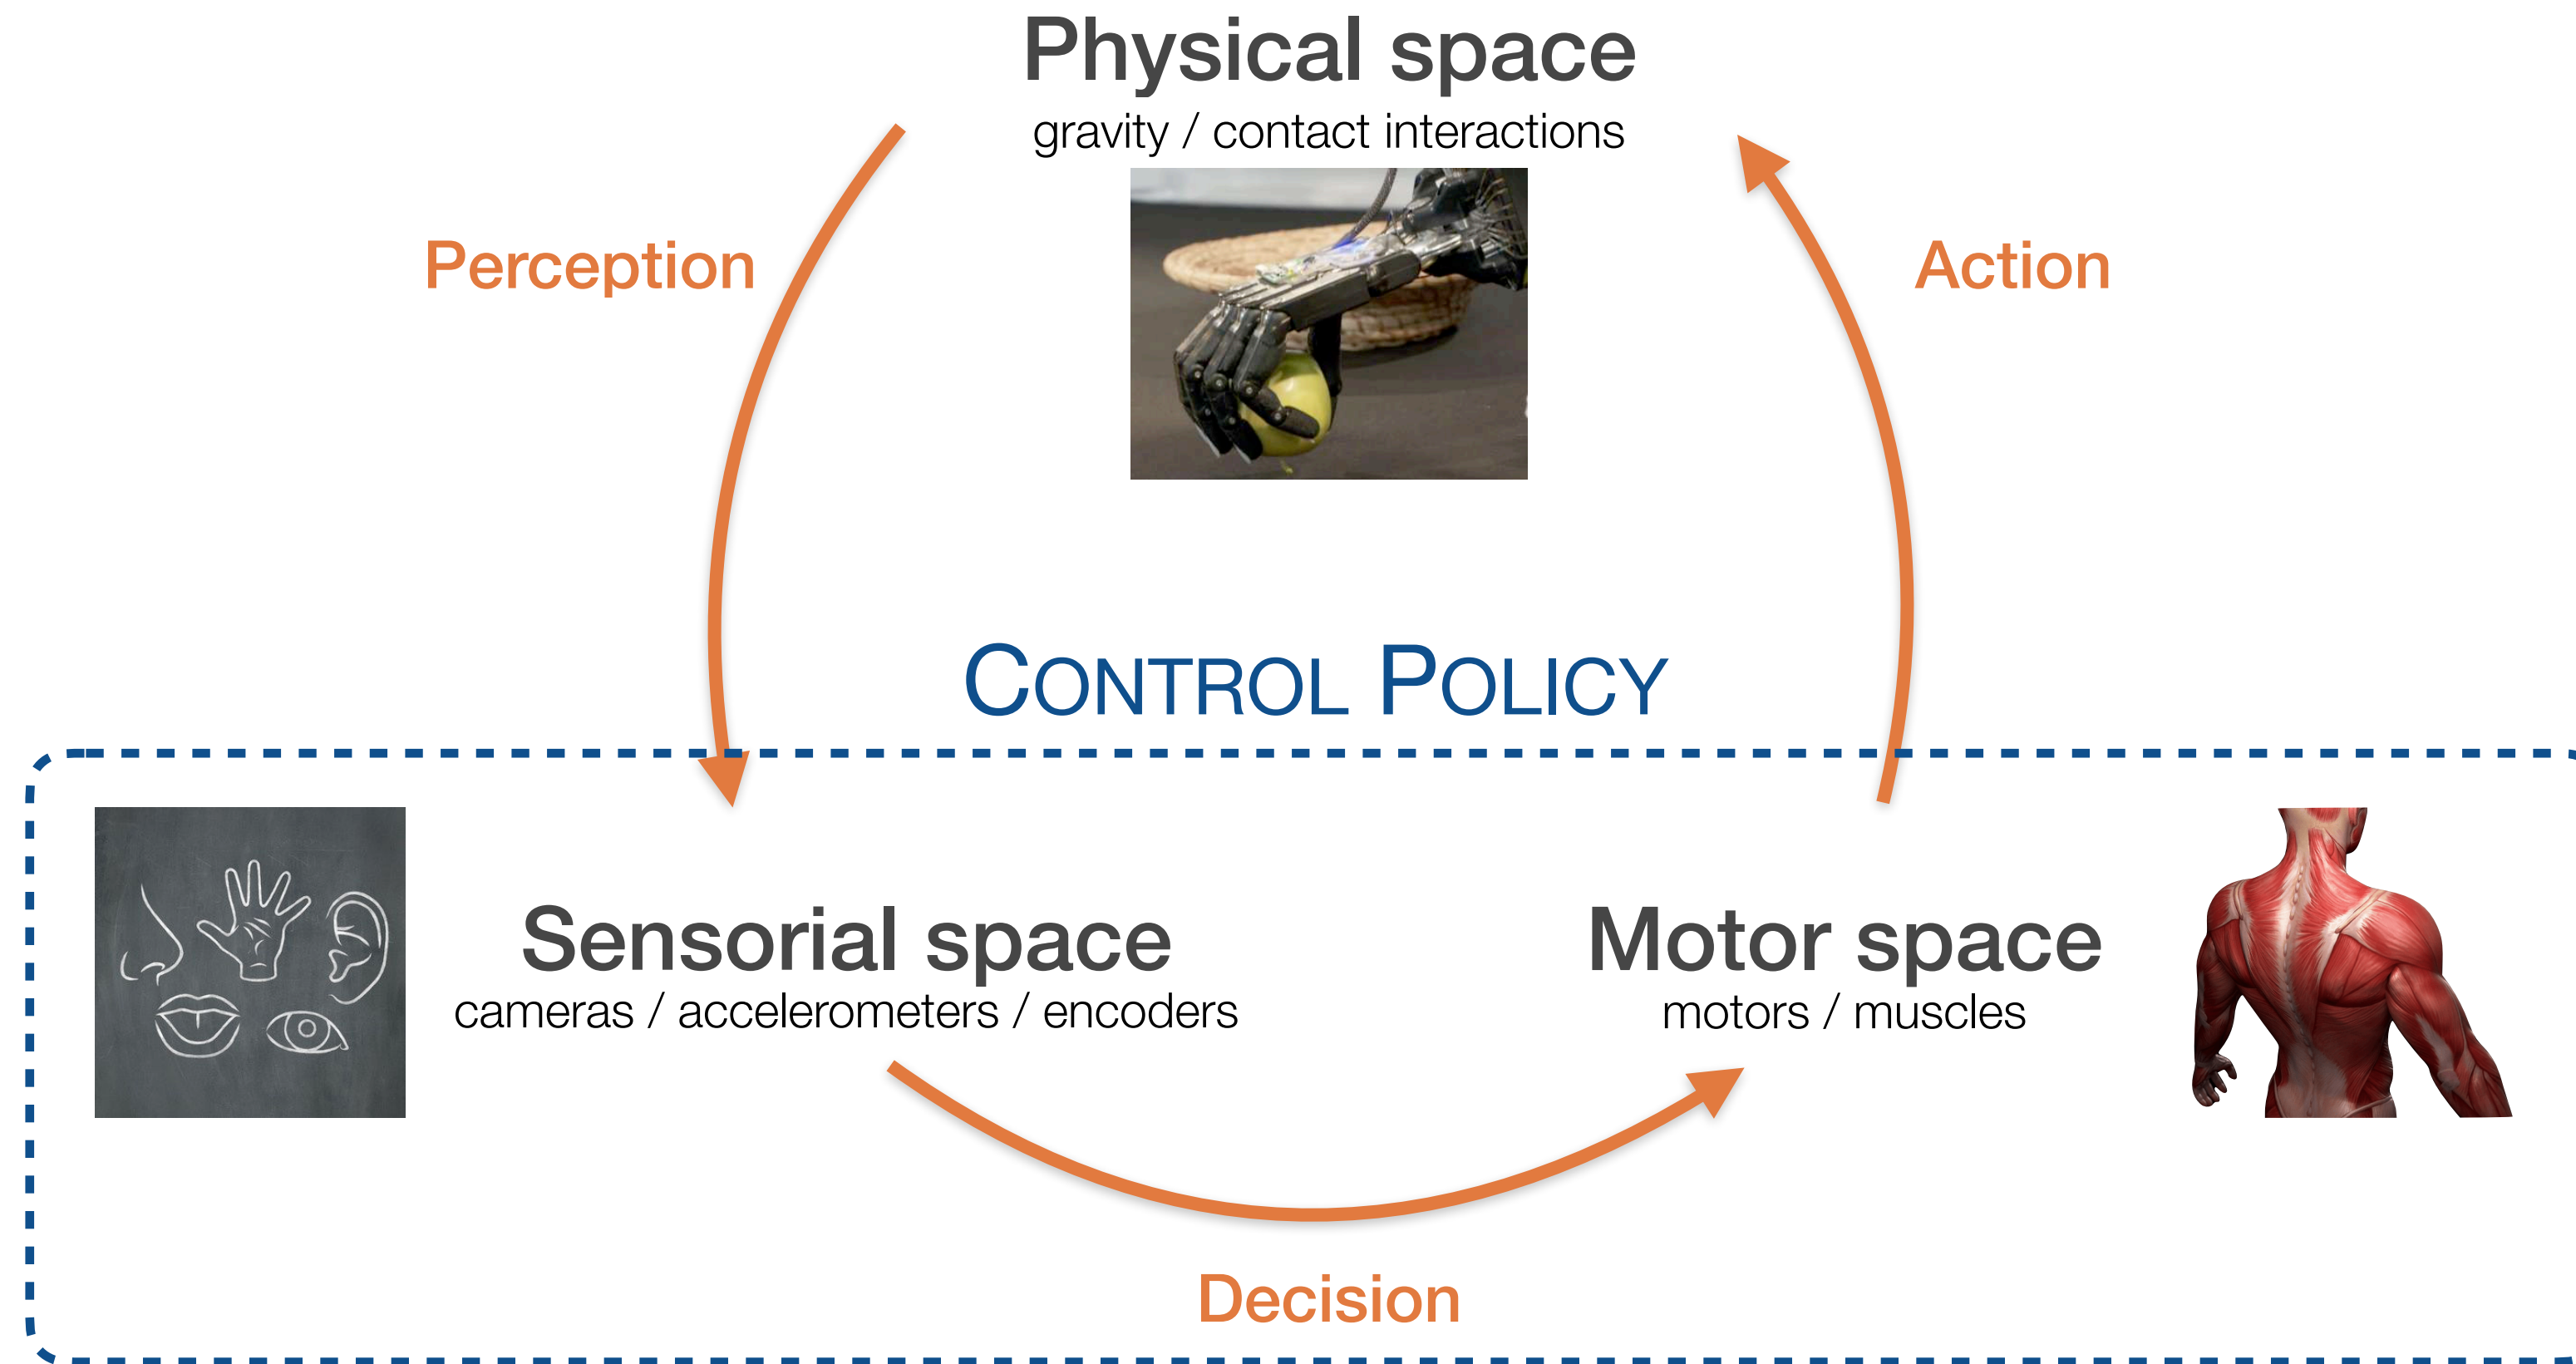 Physical space
gravity / contact interactions
Perception
Action
CONTROL POLICY
Sensorial space
cameras / accelerometers / encoders
Motor space
motors / muscles
Decision